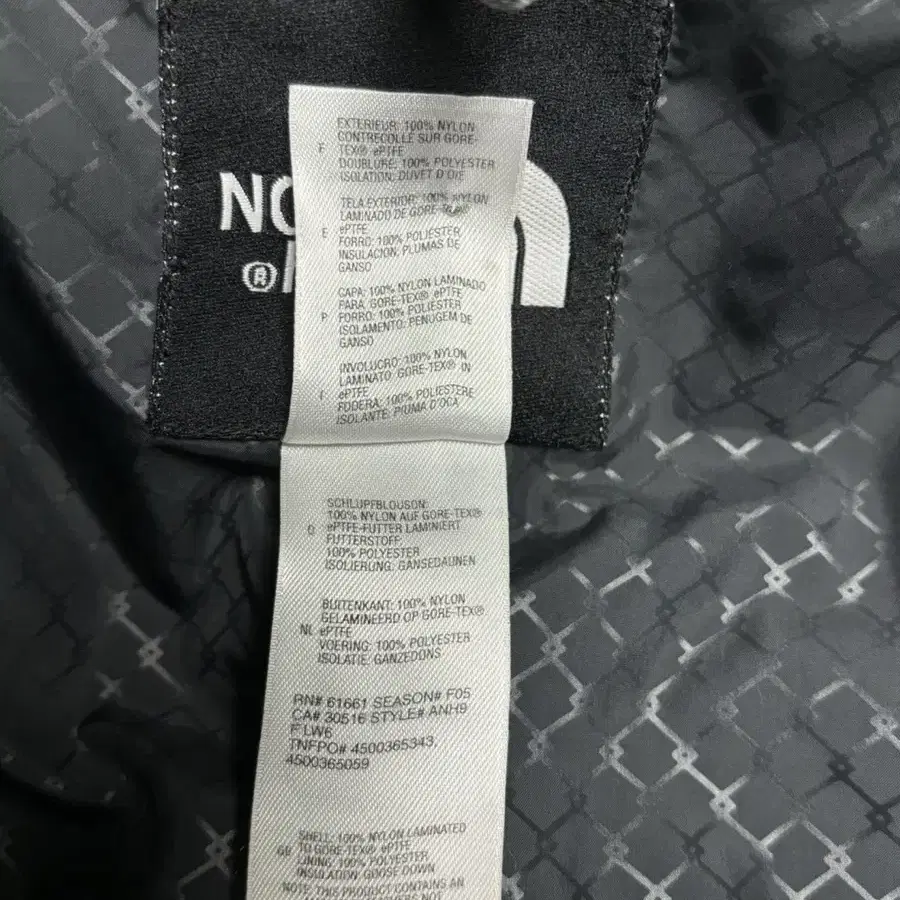 NO
®
EXTERIEUR: 100% NYLON
CONTRECOLLE SUR GORE-
F TEX® ePTFE
DOUBLURE: 100% POLYESTER
ISOLATION: DUVET D'OIE
TELA EXTERIOR: 100% NYLON
LAMINADO DE GORE-TEX®
E ePTFE
FORRO: 100% POLIESTER
INSULACION, PLUMAS DE
GANSO
CAPA: 100% NYLON LAMINADO
PARA: GORE-TEX® ePTFE
P FORRO: 100% POLIESTER
ISOLAMENTO: PENUGEM DE
GANSO
INVOLUCRO: 100% NYLON
LAMINATO GORE-TEX® IN
I ePTFE
FODERA: 100% POLIESTERE
ISOLANTE: PIUMA D'OCA
SCHLUPFBLOUSON:
100% NYLON AUF GORE-TEX®
D ePTFE-FUTTER LAMINIERT
FUTTERSTOFF:
100% POLYESTER
ISOLIERUNG: GANSEDAUNEN
BUITENKANT: 100% NYLON
GELAMINEERD OP GORE-TEX®
NL ePTFE
VOERING: 100% POLYESTER
ISOLATIE: GANZEDONS
RN# 61661 SEASON# F05
CA# 30516 STYLE# ANH9
F LW6
TNFPO# 4500365343,
4500365059
SHELL: 100% NYLON LAMINATED
GB TO GORE-TEX® ePTFE
LINING: 100% POLYESTER
INSULATION: GOOSE DOWN
NOTE: THIS PRODUCT CONTAINS AN